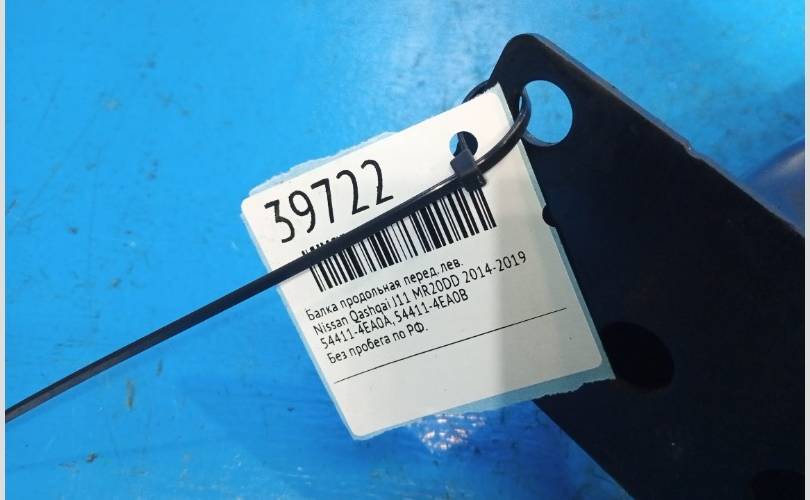 39722
Балка продольная перед. лев.
Nissan Qashqai J11 MR20DD 2014-2019
54411-4EA0A, 54411-4EA0B
Без пробега по РФ.